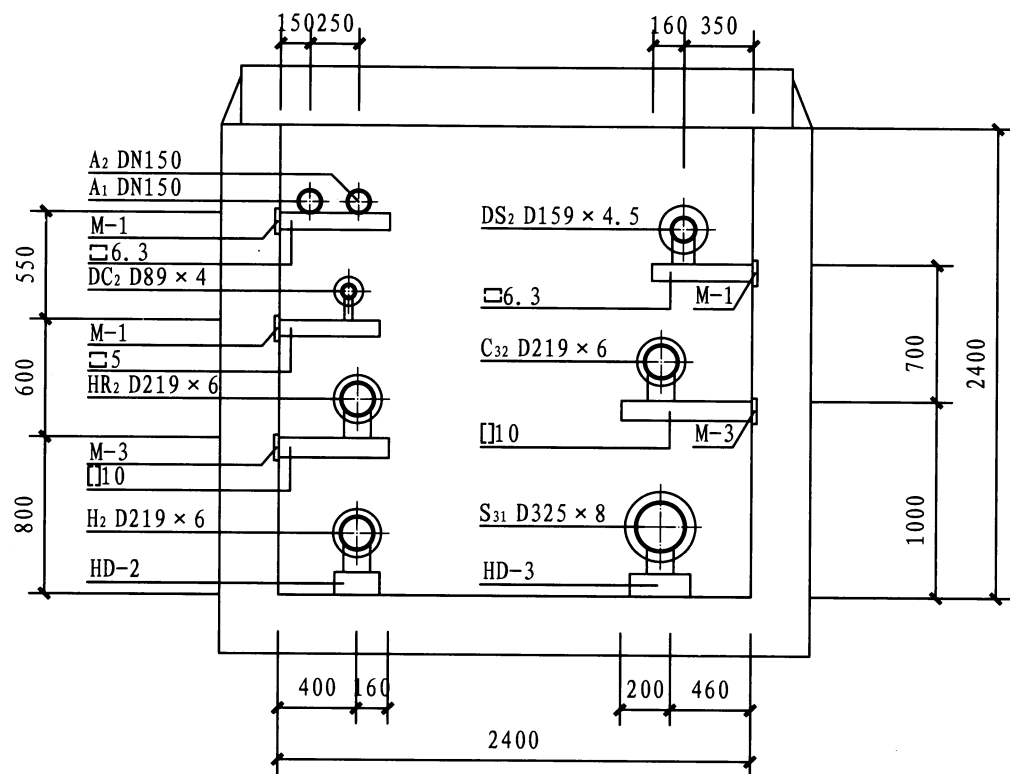 150 250
160 350
A₂ DN150
A₁ DN150
M-1
6.3
DC₂ D89×4
M-1
5
HR₂ D219×6
M-3
[]10
H₂ D219×6
HD-2
550
600
800
DS₂ D159×4.5
6.3
M-1
C₃₂ D219×6
[]10
M-3
S₃₁ D325×8
HD-3
700
1000
2400
400 160
200 460
2400